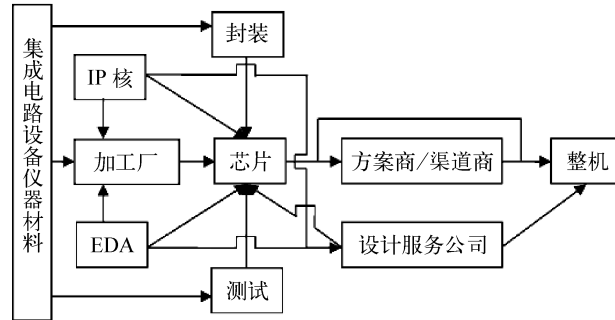 集成电路设备仪器材料
封装
IP 核
加工厂
芯片
方案商/渠道商
整机
EDA
设计服务公司
测试